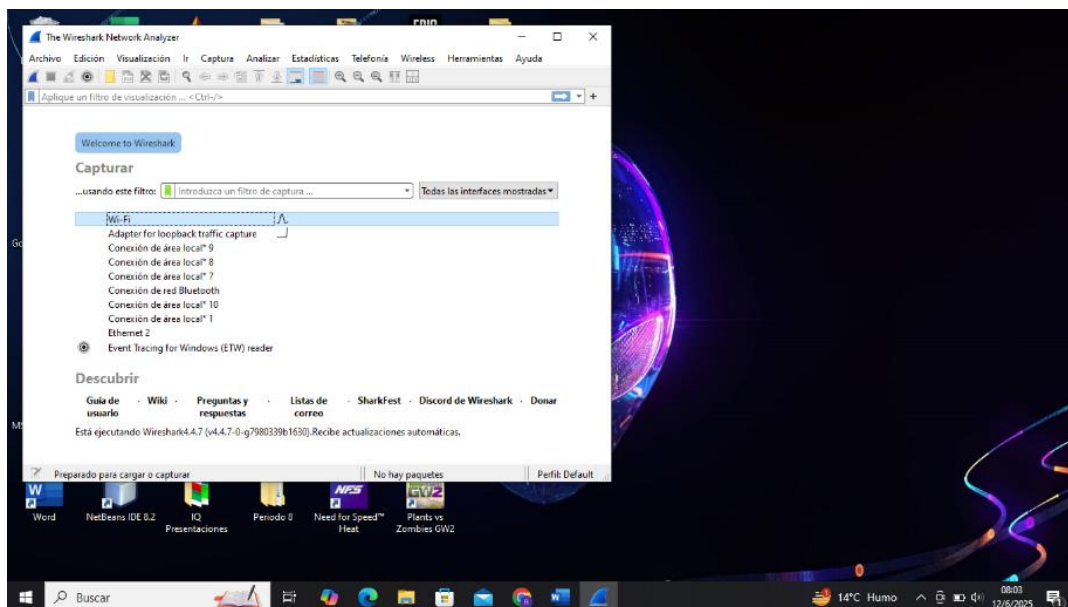 The Wireshark Network Analyzer
Archivo Edición Visualización Ir Captura Analizar Estadísticas Telefonía Wireless Herramientas Ayuda
Aplique un filtro de visualización ... <Ctrl-/>
Welcome to Wireshark
Capturar
...usando este filtro: Introduzca un filtro de captura ... Todas las interfaces mostradas
Wi-Fi
Adapter for loopback traffic capture
Conexión de área local* 9
Conexión de área local* 8
Conexión de área local* 7
Conexión de red Bluetooth
Conexión de área local* 10
Conexión de área local* 1
Ethernet 2
Event Tracing for Windows (ETW) reader
Descubrir
Guía de usuario · Wiki · Preguntas y respuestas · Listas de correo · SharkFest · Discord de Wireshark · Donar
Está ejecutando Wireshark4.4.7 (v4.4.7-0-g7980339b1630).Recibe actualizaciones automáticas.
Preparado para cargar o capturar No hay paquetes Perfil: Default
NFS GW2
Word NetBeans IDE 8.2 IQ Presentaciones Periodo 8 Need for Speed™ Heat Plants vs Zombies GW2
Buscar 14°C Humo 08:03
12/6/2025